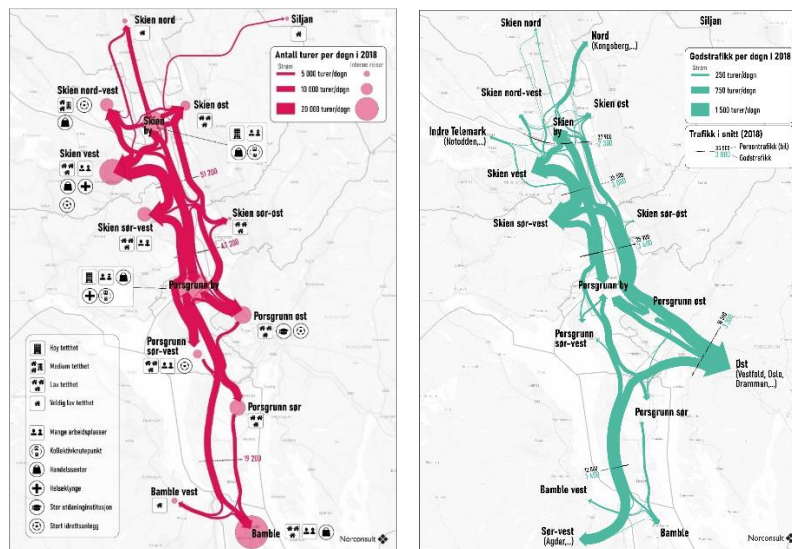 Skien nord
Siljan
Antall turer per døgn i 2018
Strøm
Interne reiser
5 000 turer/døgn
10 000 turer/døgn
20 000 turer/døgn
Skien nord-vest
Skien øst
Skien by
Skien vest
51 200
Skien sør-øst
Skien sør-vest
Porsgrunn by
Porsgrunn øst
Porsgrunn sør-vest
Porsgrunn sør
19 200
Bamble vest
Bamble
Høy tetthet
Medium tetthet
Lav tetthet
Veldig lav tetthet
Mange arbeidsplasser
Kollektivknutepunkt
Handelssenter
Helseklynge
Stor utdanningsinstitusjon
Stort idrettsanlegg
Norconsult
Skien nord
Siljan
Nord
(Kongsberg,...)
Godstrafikk per døgn i 2018
Strøm
250 turer/døgn
750 turer/døgn
1 500 turer/døgn
Trafikk i snitt (2018)
Persontrafikk (bil)
Godstrafikk
Skien nord-vest
Skien øst
Skien by
Indre Telemark
(Notodden,...)
Skien vest
Skien sør-vest
Skien sør-øst
Porsgrunn by
Porsgrunn øst
Porsgrunn sør-vest
Øst
(Vestfold, Oslo,
Drammen,...)
Porsgrunn sør
Bamble vest
Bamble
Sør-vest
(Agder,...)
Norconsult